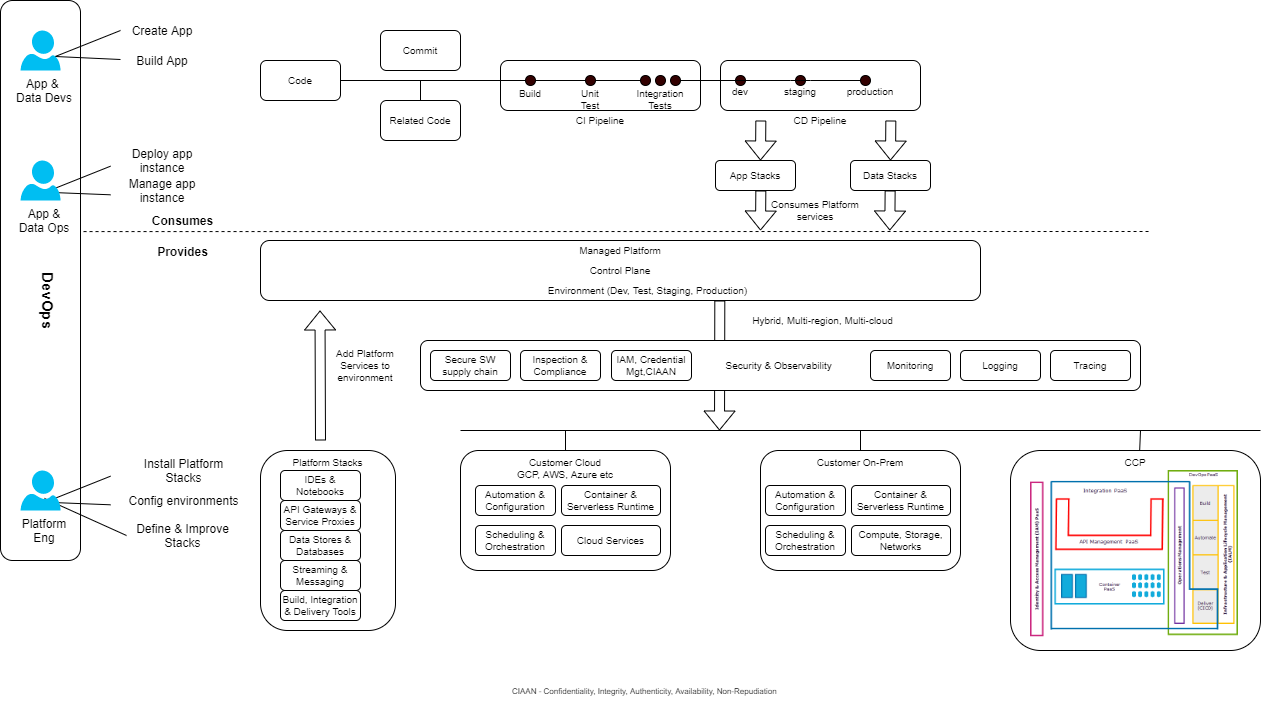 Create App
Build App
App &
Data Devs
Code
Commit
Related Code
Build
Unit
Test
Integration
Tests
CI Pipeline
dev
staging
production
CD Pipeline
Deploy app
instance
Manage app
instance
App &
Data Ops
App Stacks
Data Stacks
Consumes Platform
services
Consumes
Provides
DevOps
Managed Platform
Control Plane
Environment (Dev, Test, Staging, Production)
Hybrid, Multi-region, Multi-cloud
Add Platform
Services to
environment
Secure SW
supply chain
Inspection &
Compliance
IAM, Credential
Mgt,CIAAN
Security & Observability
Monitoring
Logging
Tracing
Install Platform
Stacks
Config environments
Define & Improve
Stacks
Platform
Eng
Platform Stacks
IDEs &
Notebooks
API Gateways &
Service Proxies
Data Stores &
Databases
Streaming &
Messaging
Build, Integration
& Delivery Tools
Customer Cloud
GCP, AWS, Azure etc
Automation &
Configuration
Container &
Serverless Runtime
Scheduling &
Orchestration
Cloud Services
Customer On-Prem
Automation &
Configuration
Container &
Serverless Runtime
Scheduling &
Orchestration
Compute, Storage,
Networks
CCP
DevOps PaaS
Integration PaaS
API Management PaaS
Container
PaaS
Identity & Access Management (IAM) PaaS
Operations Management
Build
Automate
Test
Deliver
(CICD)
Infrastructure & Application Lifecycle Management
(I'ALM)
CIAAN - Confidentiality, Integrity, Authenticity, Availability, Non-Repudiation